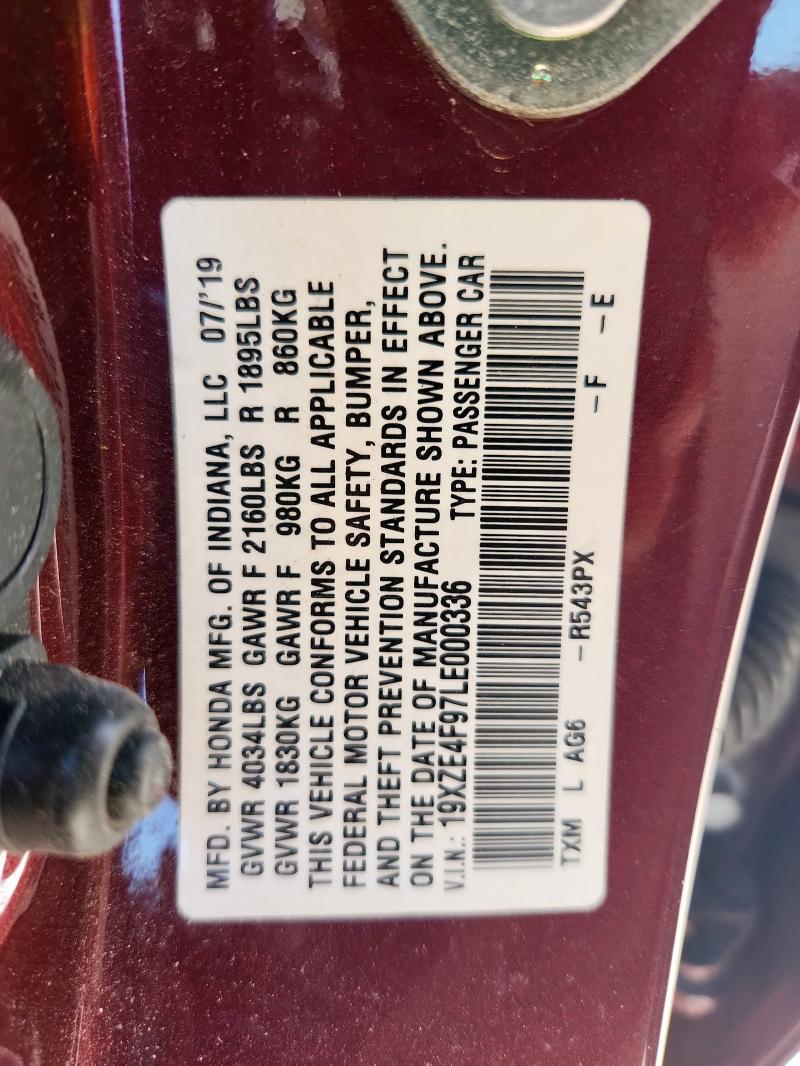 MFD. BY HONDA MFG. OF INDIANA, LLC 07/'19
GVWR 4034LBS GAWR F 2160LBS R 1895LBS
GVWR 1830KG GAWR F 980KG R 860KG
THIS VEHICLE CONFORMS TO ALL APPLICABLE
FEDERAL MOTOR VEHICLE SAFETY, BUMPER,
AND THEFT PREVENTION STANDARDS IN EFFECT
ON THE DATE OF MANUFACTURE SHOWN ABOVE.
V.I.N.: 19XZE4F97LE000336 TYPE: PASSENGER CAR
TXM L AG6 -R543PX -F -E